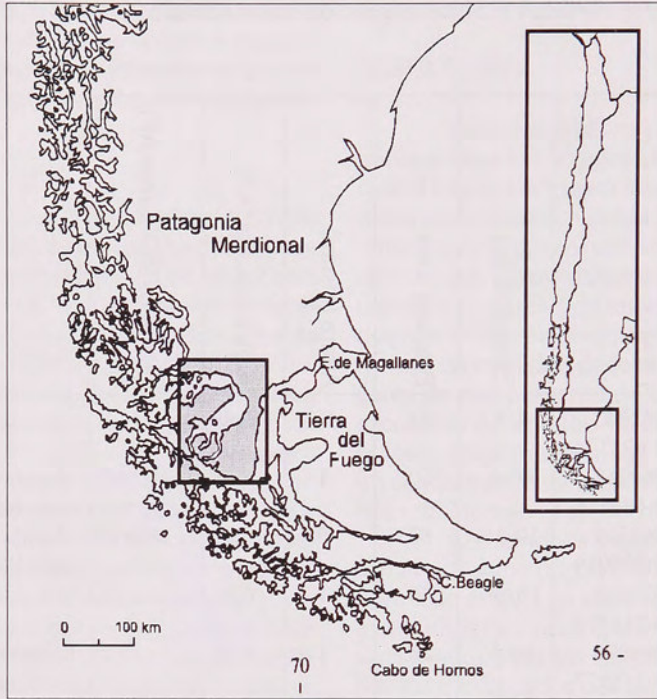 Patagonia
Merdional
E.de Magallanes
Tierra
del
Fuego
C.Beagle
0 100 km
70
56
Cabo de Hornos